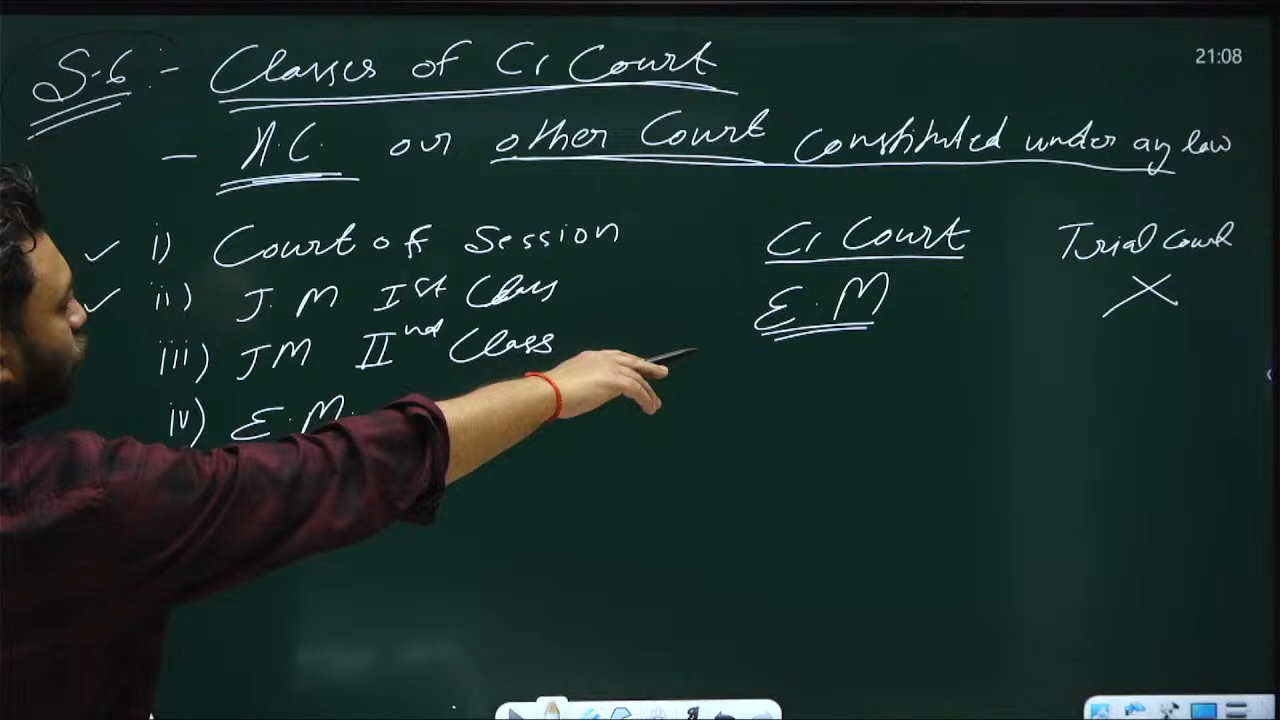 21:08
S-6 :- Classes of Cr Court
- H.C. or other Court constituted under any law
i) Court of Session
ii) J.M Ist Class
iii) JM IInd Class
iv) E.M.
Cr Court
E.M
Trial Court
X